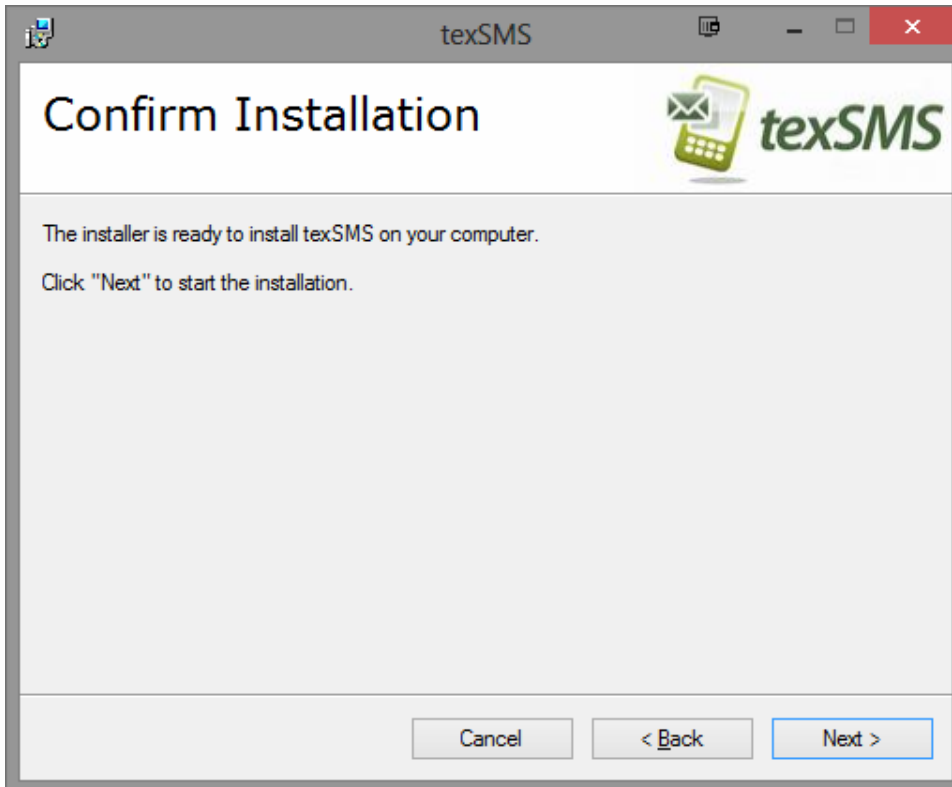 texSMS
Confirm Installation
texSMS
The installer is ready to install texSMS on your computer.
Click "Next" to start the installation.
Cancel
< Back
Next >